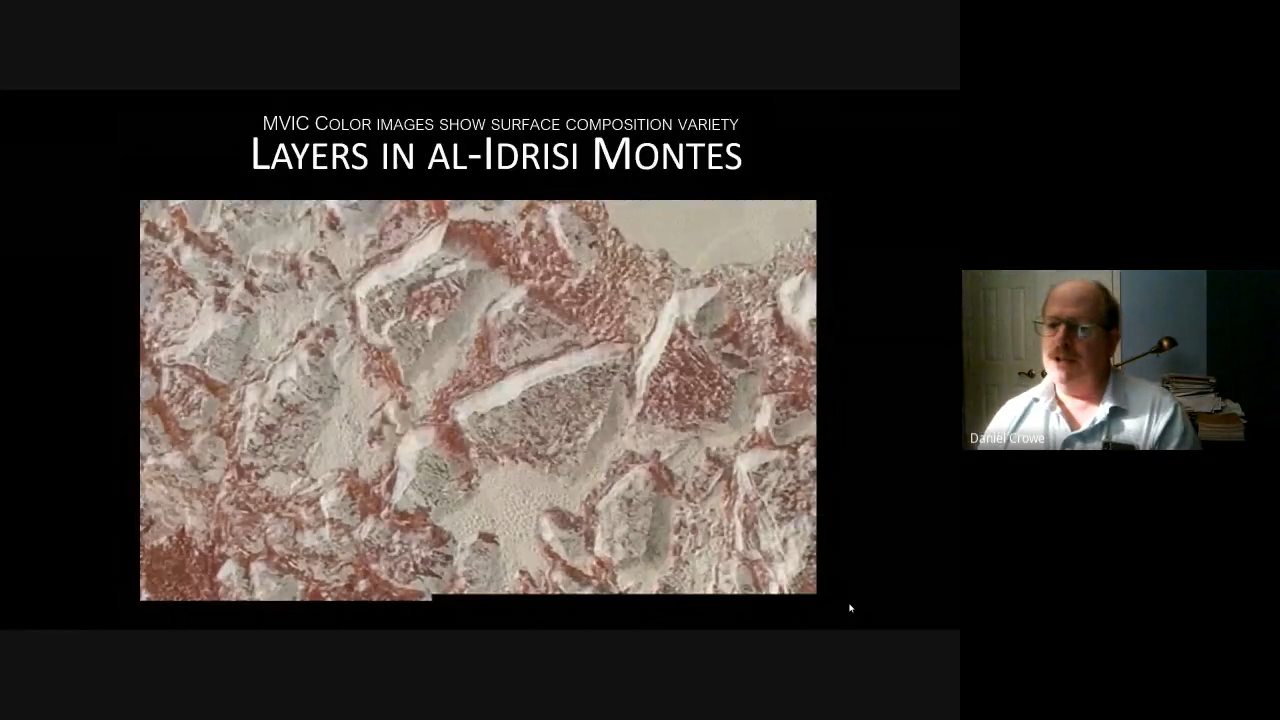 MVIC Color images show surface composition variety
Layers in al-Idrisi Montes
Daniel Crowe